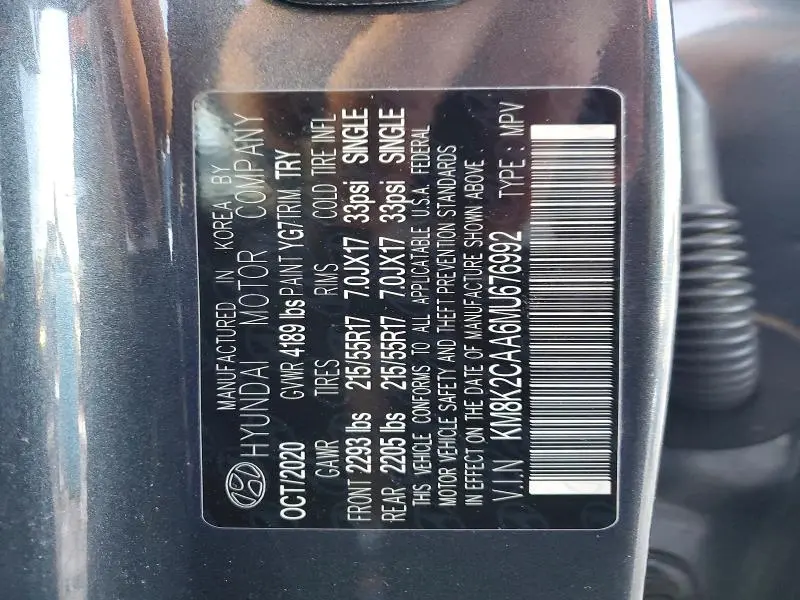 MANUFACTURED IN KOREA BY
HYUNDAI MOTOR COMPANY
OCT/2020 GVWR 4189 lbs PAINT YG7 TRIM TRY
GAWR TIRES RMS COLD TIRE INFL
FRONT 2293 lbs 215/55R17 7.0JX17 33psi SINGLE
REAR 2205 lbs 215/55R17 7.0JX17 33psi SINGLE
THIS VEHICLE CONFORMS TO ALL APPLICATABLE U.S.A. FEDERAL
MOTOR VEHICLE SAFETY AND THEFT PREVENTION STANDARDS
IN EFFECT ON THE DATE OF MANUFACTURE SHOWN ABOVE.
V.I.N KM8K2CAA6MU676992 TYPE : MPV